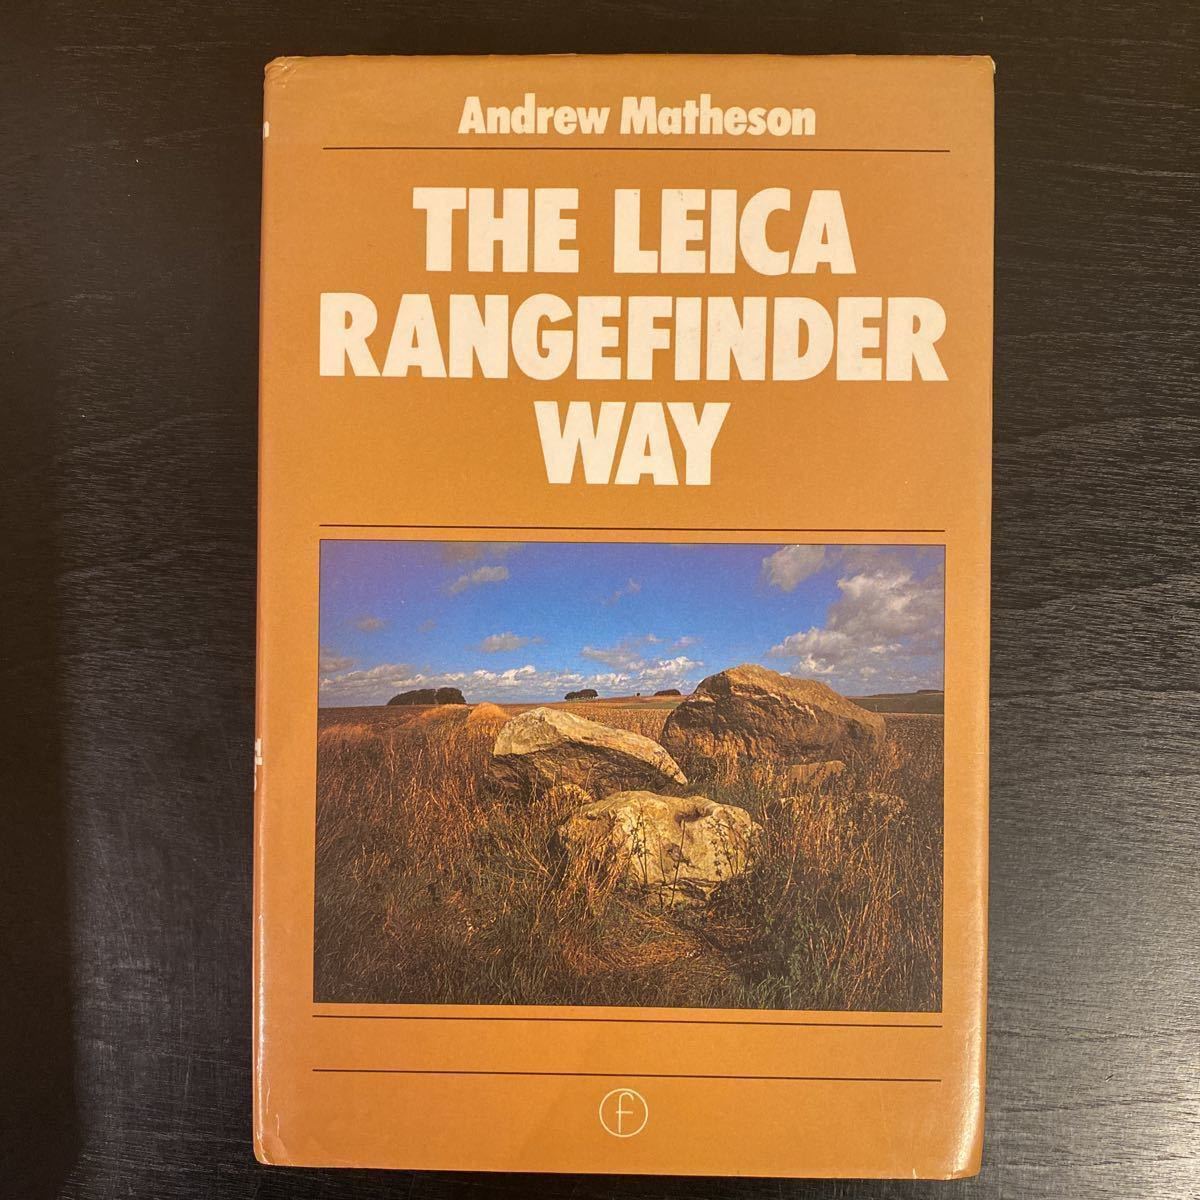 Andrew Matheson
THE LEICA
RANGEFINDER
WAY
f